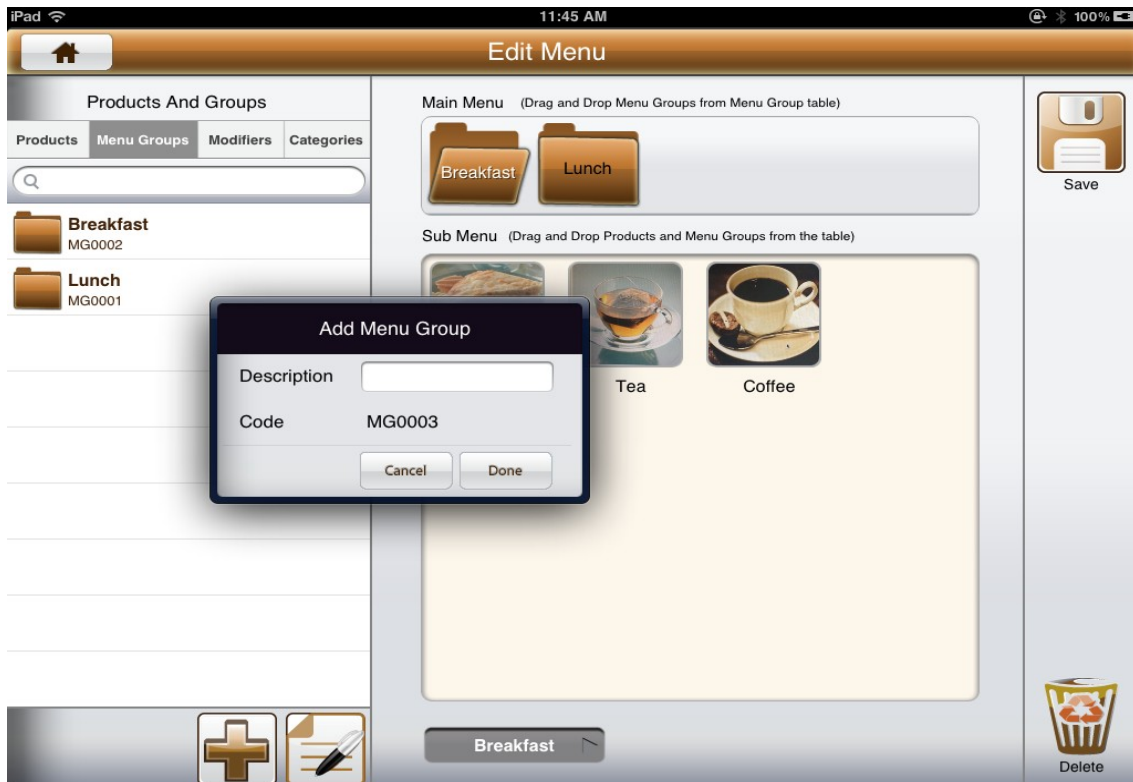 iPad 11:45 AM 100%
Edit Menu
Products And Groups
Products Menu Groups Modifiers Categories
Breakfast
MG0002
Lunch
MG0001
Main Menu (Drag and Drop Menu Groups from Menu Group table)
Breakfast Lunch
Sub Menu (Drag and Drop Products and Menu Groups from the table)
Tea Coffee
Add Menu Group
Description
Code MG0003
Cancel Done
Breakfast
Save
Delete